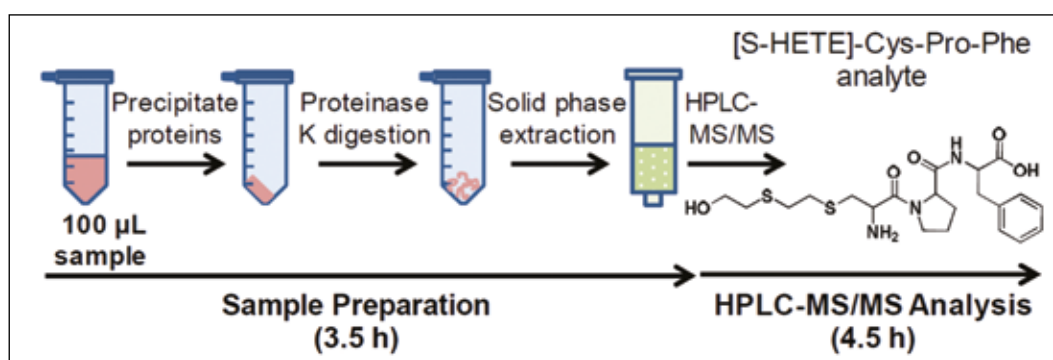 [S-HETE]-Cys-Pro-Phe
analyte
Precipitate
proteins
Proteinase
K digestion
Solid phase
extraction
HPLC-
MS/MS
100 µL
sample
HO
S
S
O
NH₂
N
O
H
N
O
OH
Sample Preparation
(3.5 h)
HPLC-MS/MS Analysis
(4.5 h)